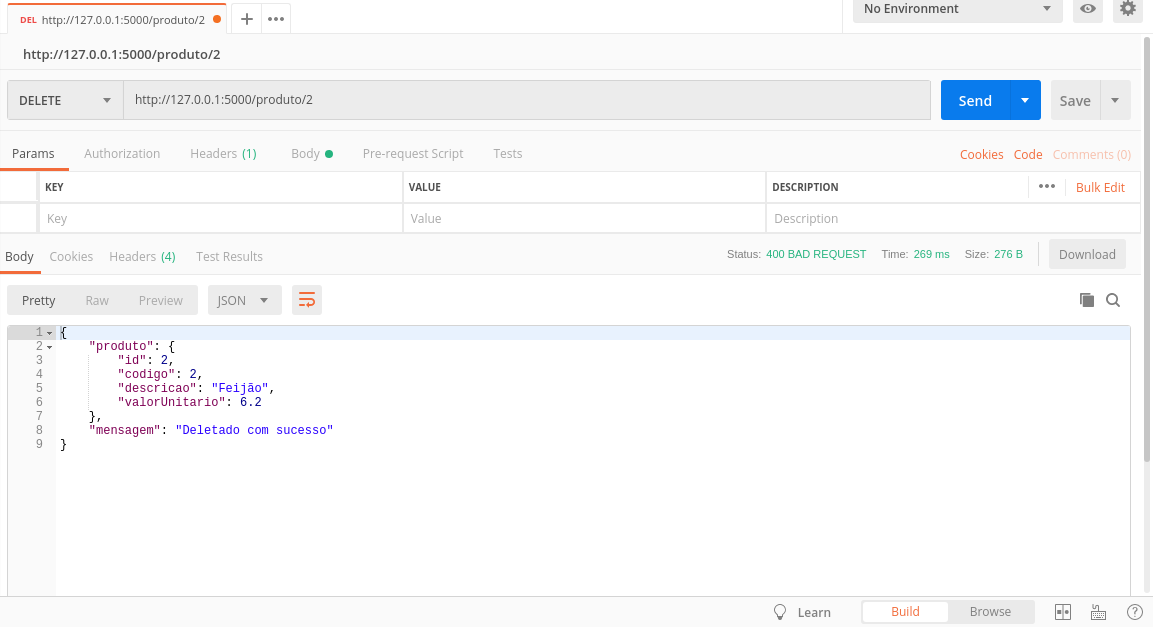 DEL http://127.0.0.1:5000/produto/2
No Environment
http://127.0.0.1:5000/produto/2
DELETE http://127.0.0.1:5000/produto/2 Send Save
Params Authorization Headers (1) Body Pre-request Script Tests Cookies Code Comments (0)
KEY VALUE DESCRIPTION Bulk Edit
Key Value Description
Body Cookies Headers (4) Test Results Status: 400 BAD REQUEST Time: 269 ms Size: 276 B Download
Pretty Raw Preview JSON
1 {
2 "produto": {
3 "id": 2,
4 "codigo": 2,
5 "descricao": "Feijão",
6 "valorUnitario": 6.2
7 },
8 "mensagem": "Deletado com sucesso"
9 }
Learn Build Browse